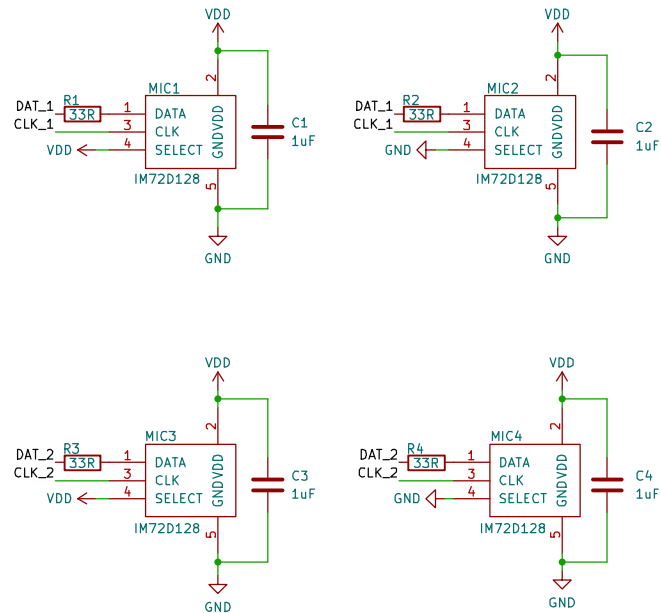 VDD
MIC1
2
DAT_1
R1
33R
1
DATA
CLK_1
3
CLK
VDD
4
SELECT
GNDVDD
C1
1uF
IM72D128
5
GND
VDD
MIC2
2
DAT_1
R2
33R
1
DATA
CLK_1
3
CLK
GND
4
SELECT
GNDVDD
C2
1uF
IM72D128
5
GND
VDD
MIC3
2
DAT_2
R3
33R
1
DATA
CLK_2
3
CLK
VDD
4
SELECT
GNDVDD
C3
1uF
IM72D128
5
GND
VDD
MIC4
2
DAT_2
R4
33R
1
DATA
CLK_2
3
CLK
GND
4
SELECT
GNDVDD
C4
1uF
IM72D128
5
GND